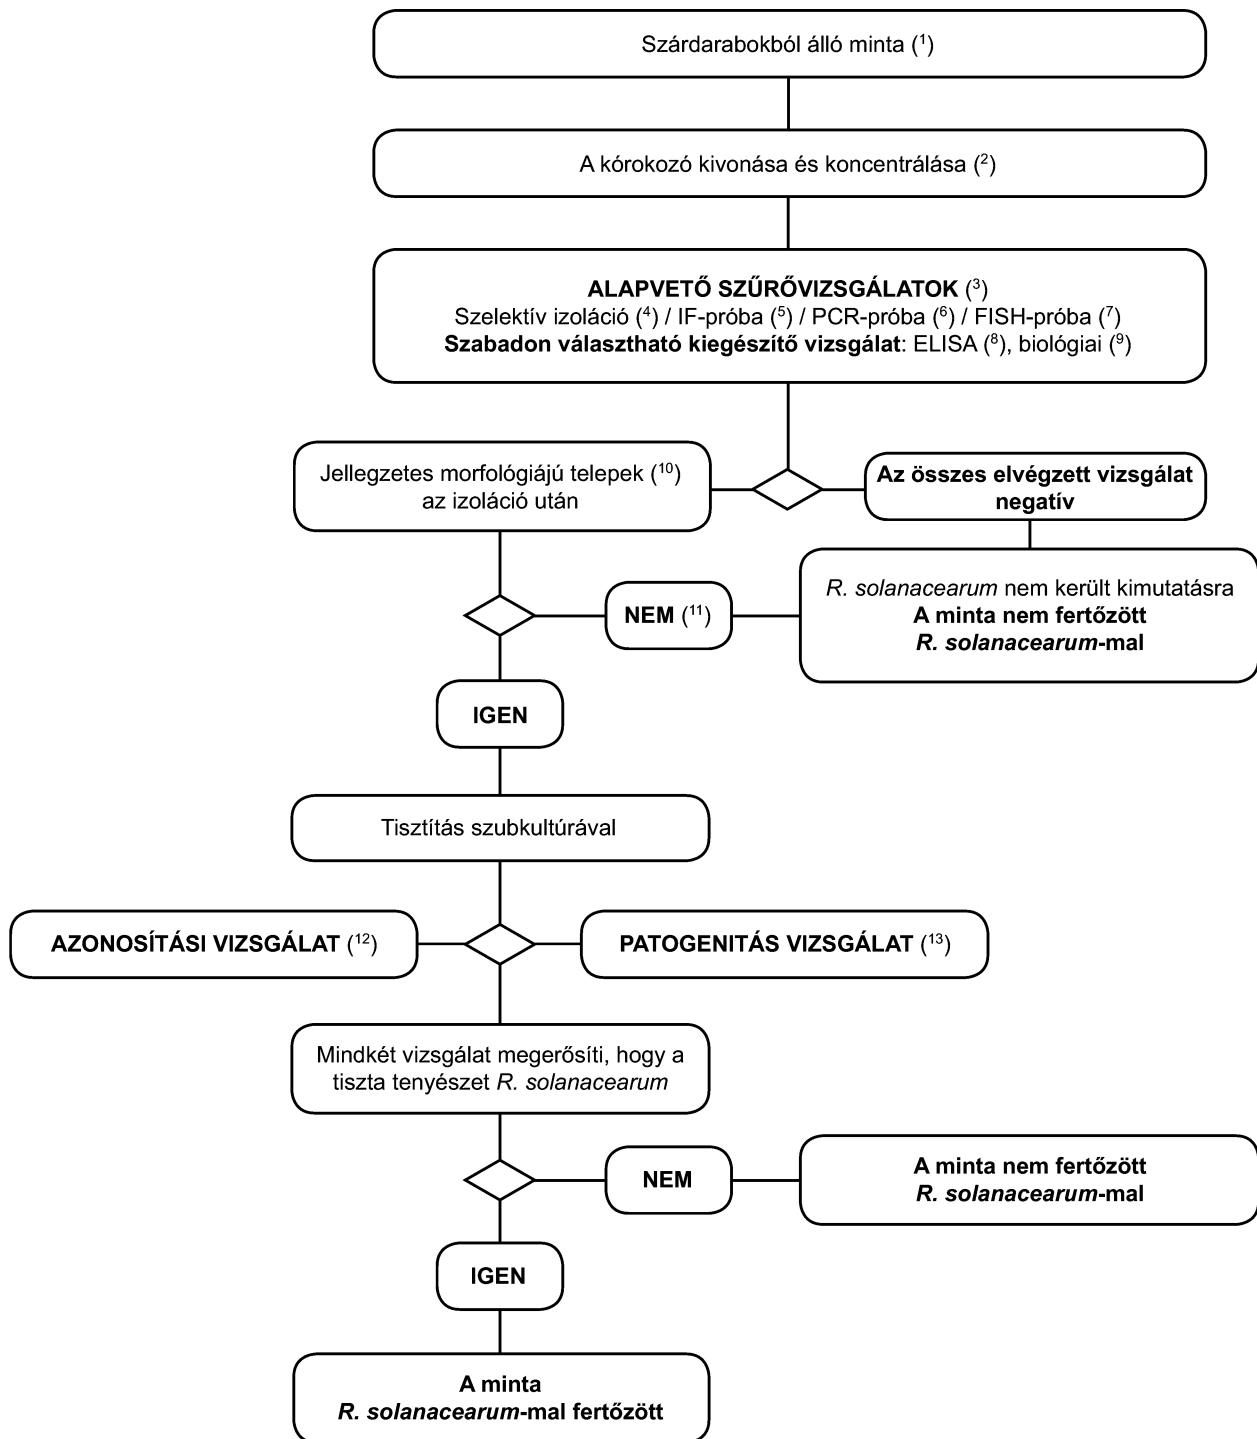 Szárdarabokból álló minta (¹)
A kórokozó kivonása és koncentrálása (²)
ALAPVETŐ SZŰRŐVIZSGÁLATOK (³)
Szelektív izoláció (⁴) / IF-próba (⁵) / PCR-próba (⁶) / FISH-próba (⁷)
Szabadon választható kiegészítő vizsgálat: ELISA (⁸), biológiai (⁹)
Jellegzetes morfológiájú telepek (¹⁰)
az izoláció után
Az összes elvégzett vizsgálat
negatív
R. solanacearum nem került kimutatásra
A minta nem fertőzött
R. solanacearum-mal
NEM (¹¹)
IGEN
Tisztítás szubkultúrával
AZONOSÍTÁSI VIZSGÁLAT (¹²)
PATOGENITÁS VIZSGÁLAT (¹³)
Mindkét vizsgálat megerősíti, hogy a
tiszta tenyészet R. solanacearum
NEM
A minta nem fertőzött
R. solanacearum-mal
IGEN
A minta
R. solanacearum-mal fertőzött